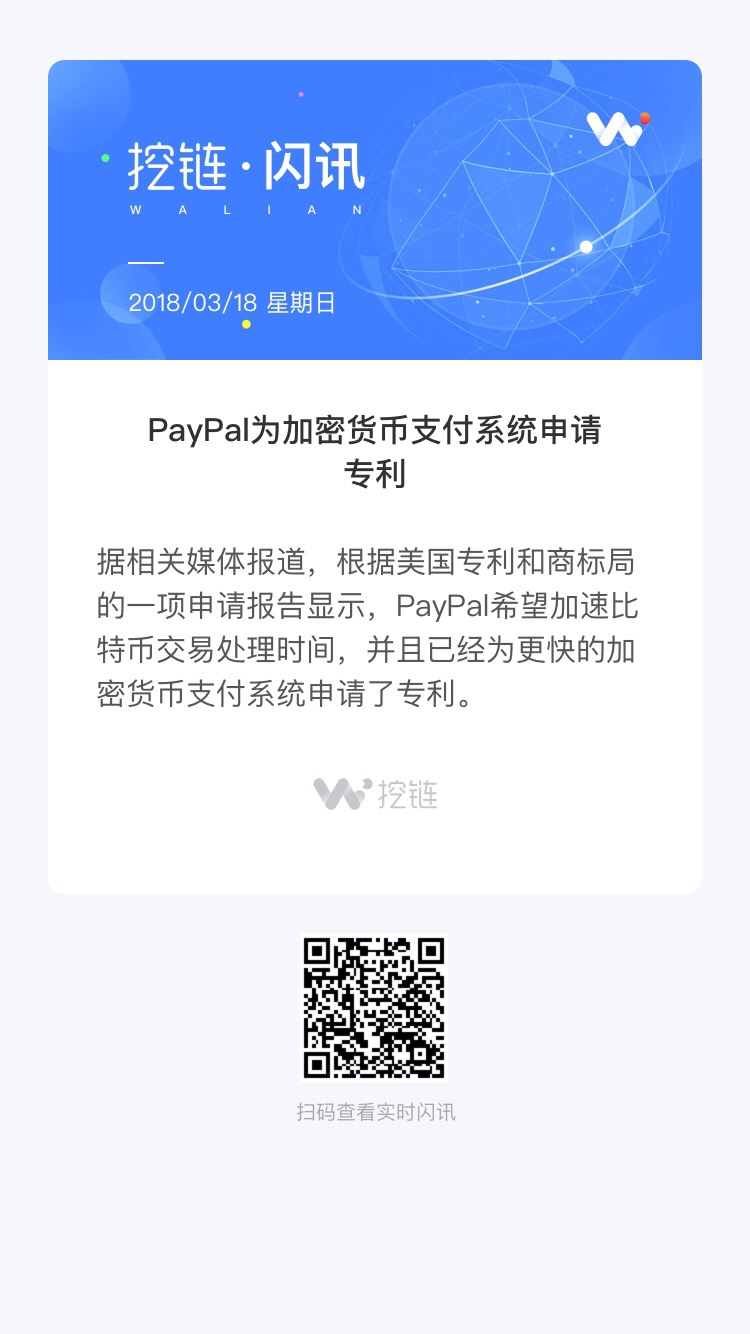 挖链·闪讯
WALIAN
2018/03/18 星期日
PayPal为加密货币支付系统申请
专利
据相关媒体报道，根据美国专利和商标局
的一项申请报告显示，PayPal希望加速比
特币交易处理时间，并且已经为更快的加
密货币支付系统申请了专利。
挖链
扫码查看实时闪讯